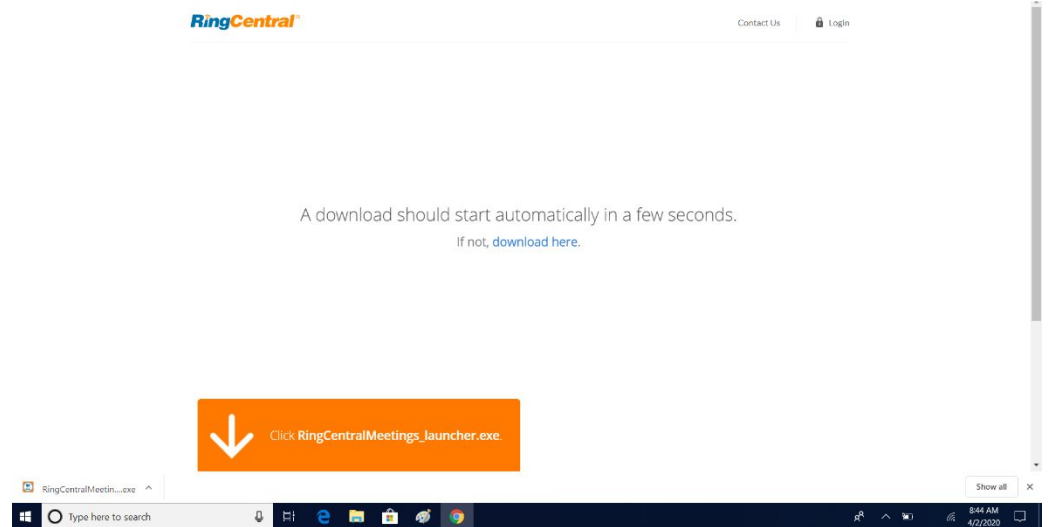 RingCentral®
Contact Us
Login
A download should start automatically in a few seconds.
If not, download here.
Click RingCentralMeetings_launcher.exe.
RingCentralMeetin....exe
Show all
Type here to search
8:44 AM
4/2/2020